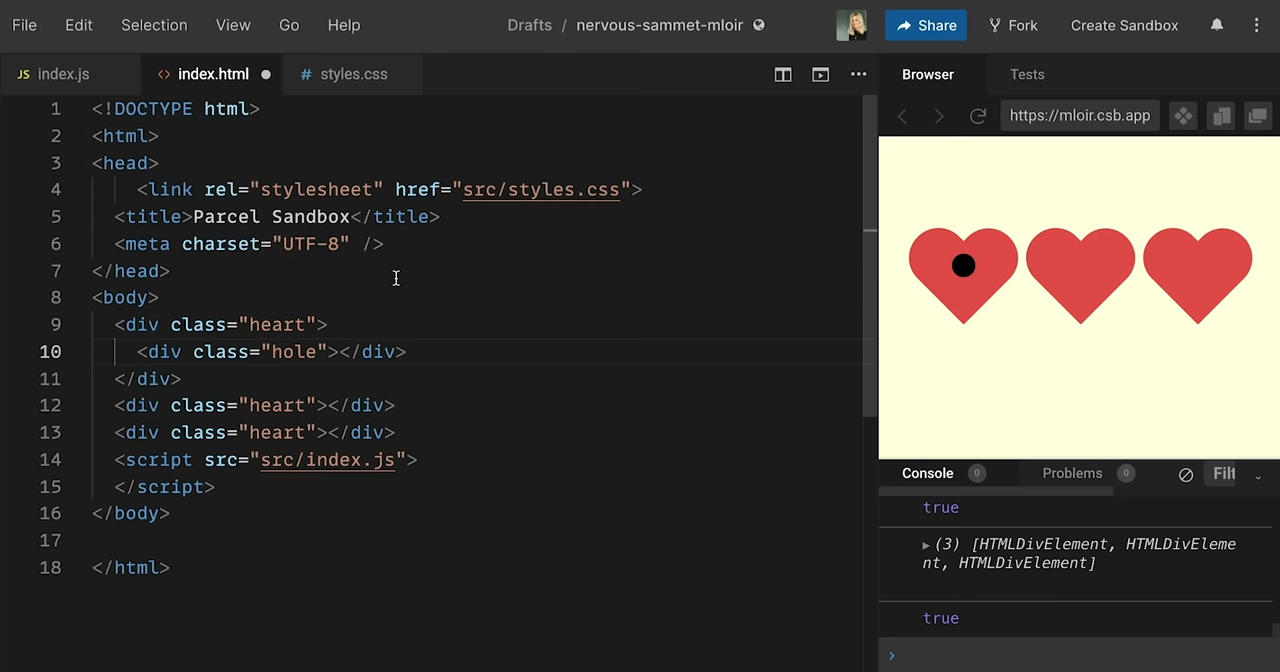 File Edit Selection View Go Help Drafts / nervous-sammet-mloir Share Fork Create Sandbox
JS index.js <> index.html # styles.css Browser Tests
https://mloir.csb.app
1 <!DOCTYPE html>
2 <html>
3 <head>
4 <link rel="stylesheet" href="src/styles.css">
5 <title>Parcel Sandbox</title>
6 <meta charset="UTF-8" />
7 </head>
8 <body>
9 <div class="heart">
10 <div class="hole"></div>
11 </div>
12 <div class="heart"></div>
13 <div class="heart"></div>
14 <script src="src/index.js">
15 </script>
16 </body>
17
18 </html>
Console 0 Problems 0 Filt
true
(3) [HTMLDivElement, HTMLDivEleme
nt, HTMLDivElement]
true
›